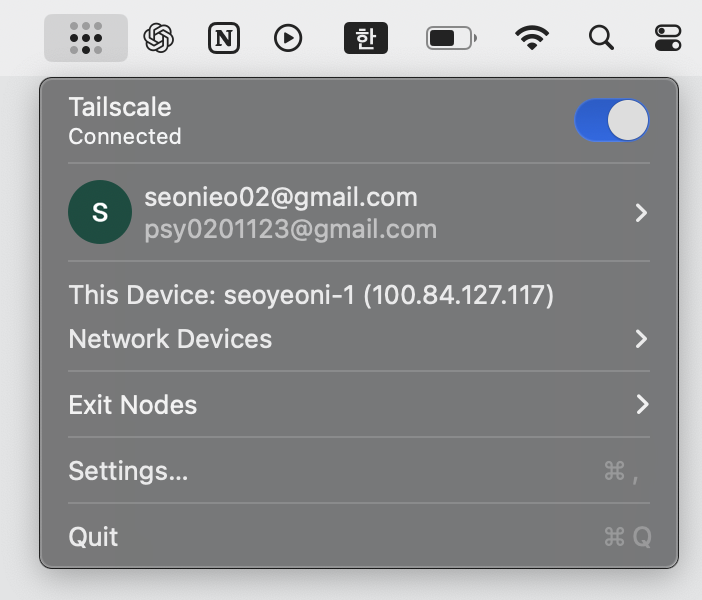 N
한
Tailscale
Connected
S
seonieo02@gmail.com
psy0201123@gmail.com
This Device: seoyeoni-1 (100.84.127.117)
Network Devices
Exit Nodes
Settings... ⌘ ,
Quit ⌘ Q